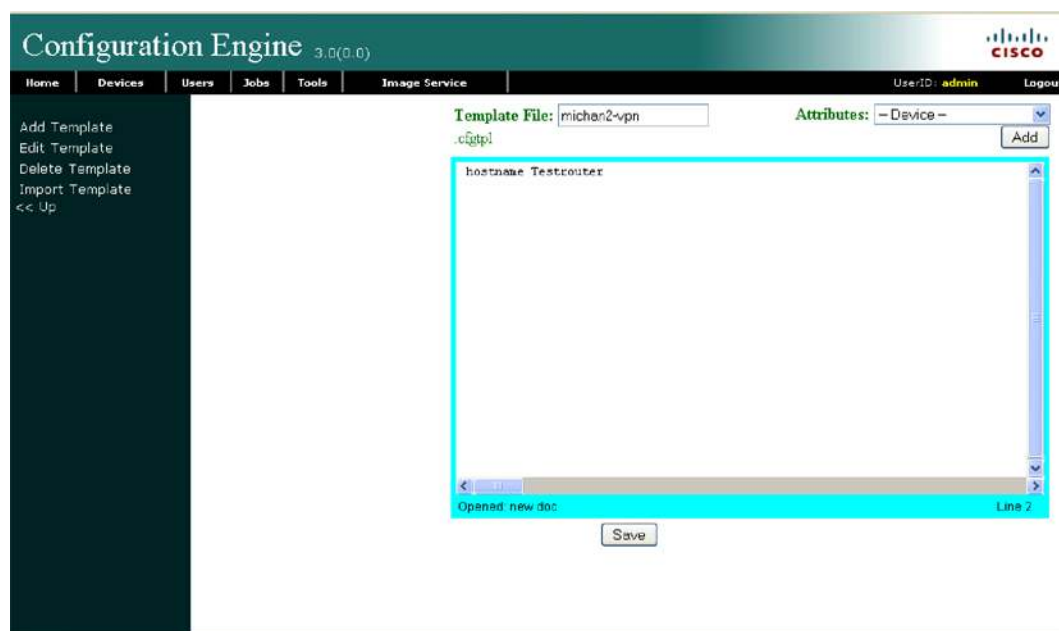 Configuration Engine 3.0(0.0)
CISCO
Home Devices Users Jobs Tools Image Service UserID: admin Logou
Add Template
Edit Template
Delete Template
Import Template
<< Up
Template File: michan2-vpn Attributes: – Device –
.cfgtpl Add
hostname Testrouter
Opened: new doc Line 2
Save